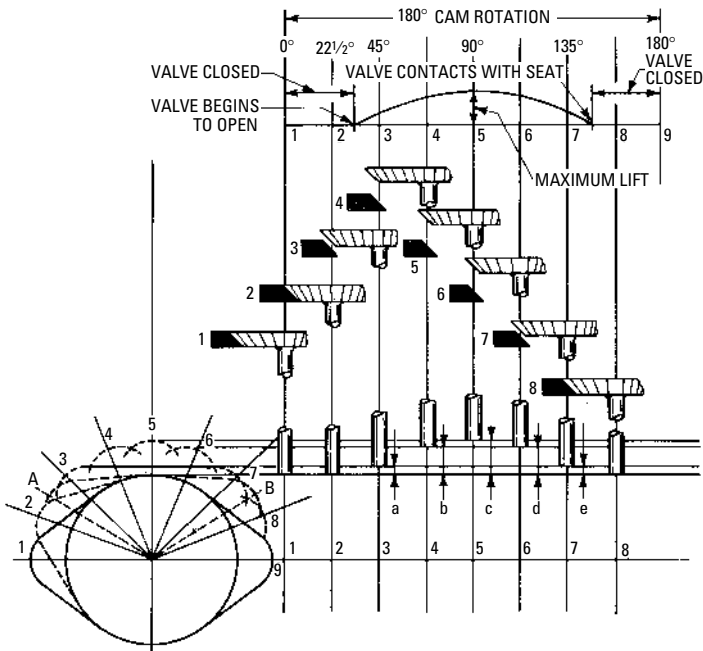 180° CAM ROTATION
0° 22½° 45° 90° 135° 180°
VALVE CLOSED
VALVE CONTACTS WITH SEAT
VALVE CLOSED
VALVE BEGINS TO OPEN
1 2 3 4 5 6 7 8 9
MAXIMUM LIFT
4
3
5
2
6
1
7
8
5
4
6
3
A
7
B
2
8
a b c d e
1
9
1 2 3 4 5 6 7 8